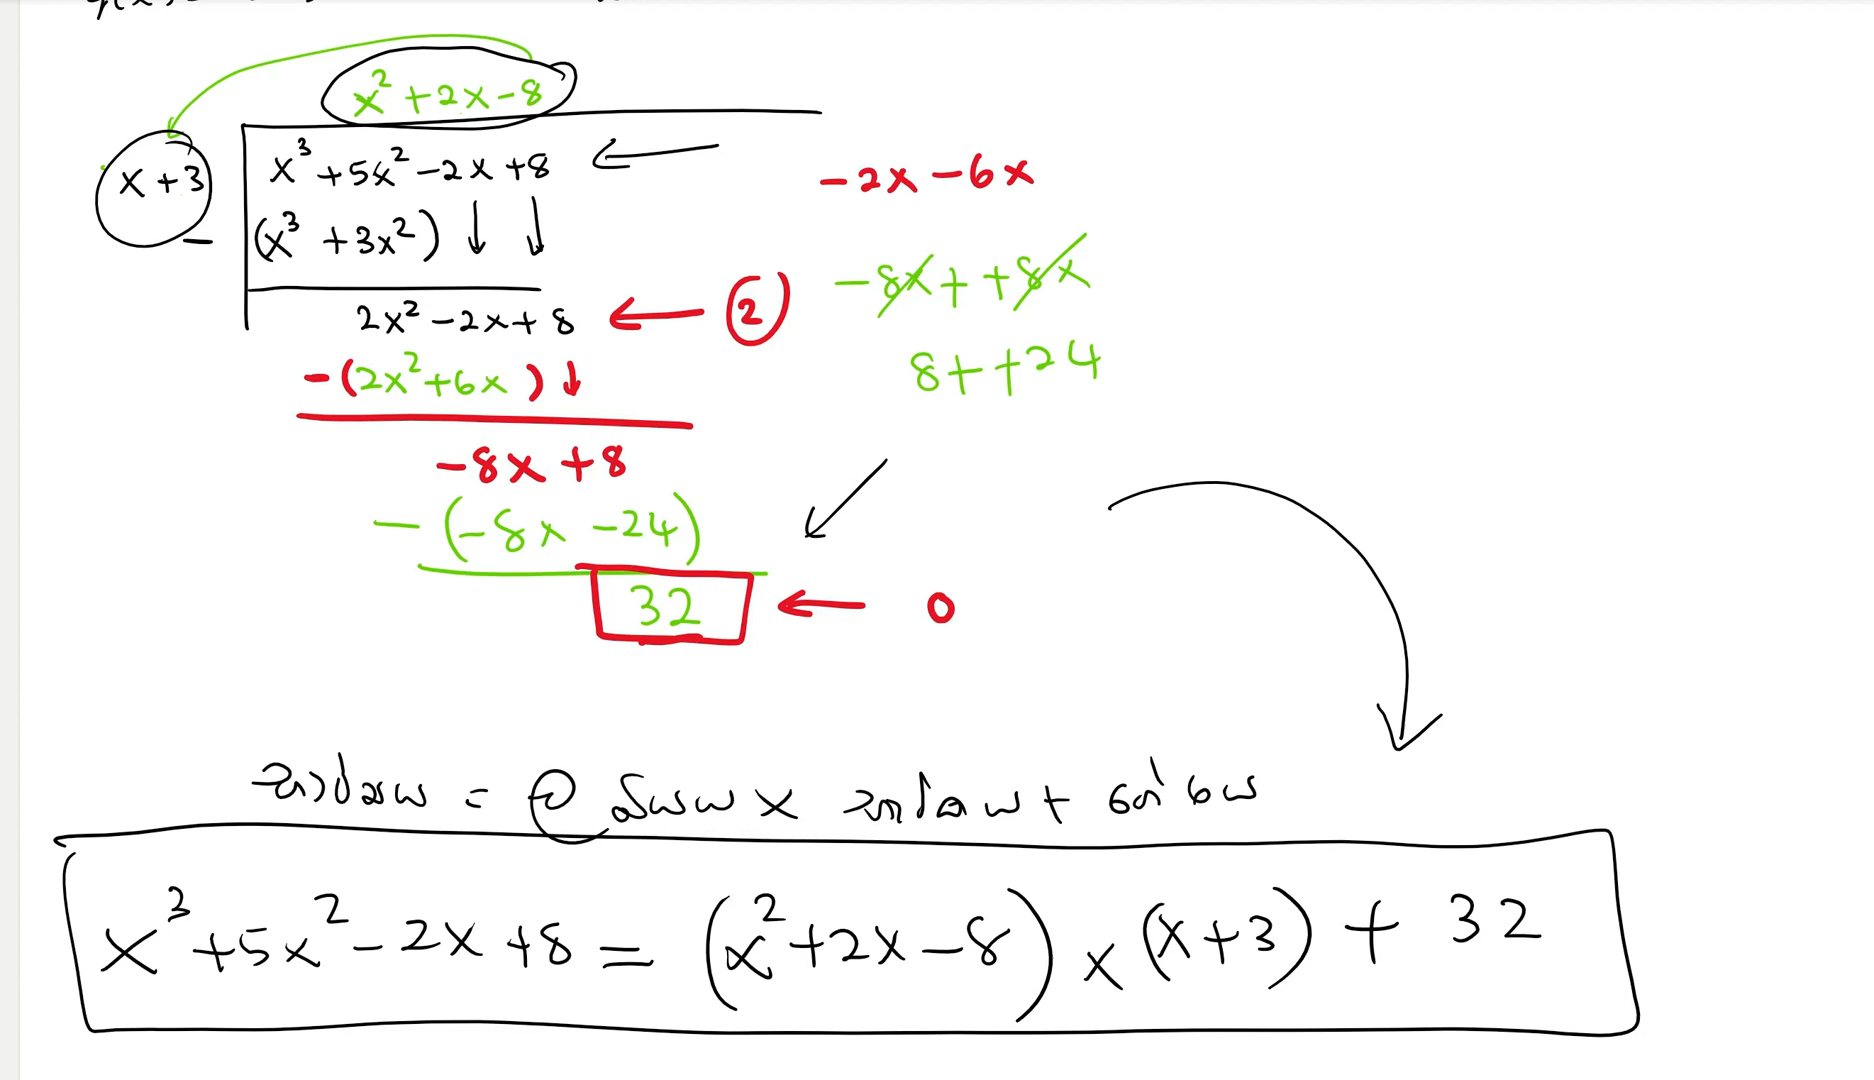 x² +2x -8
x +3
x³ +5x² -2x +8
-
(x³ +3x²)
-2x -6x
2x² -2x + 8
②
-8x + +8x
-(2x²+6x)
8+ +24
-8x +8
-(-8x -24)
32
0
= x +
x³ +5x² -2x +8 = (x² +2x -8) x (x+3) + 32